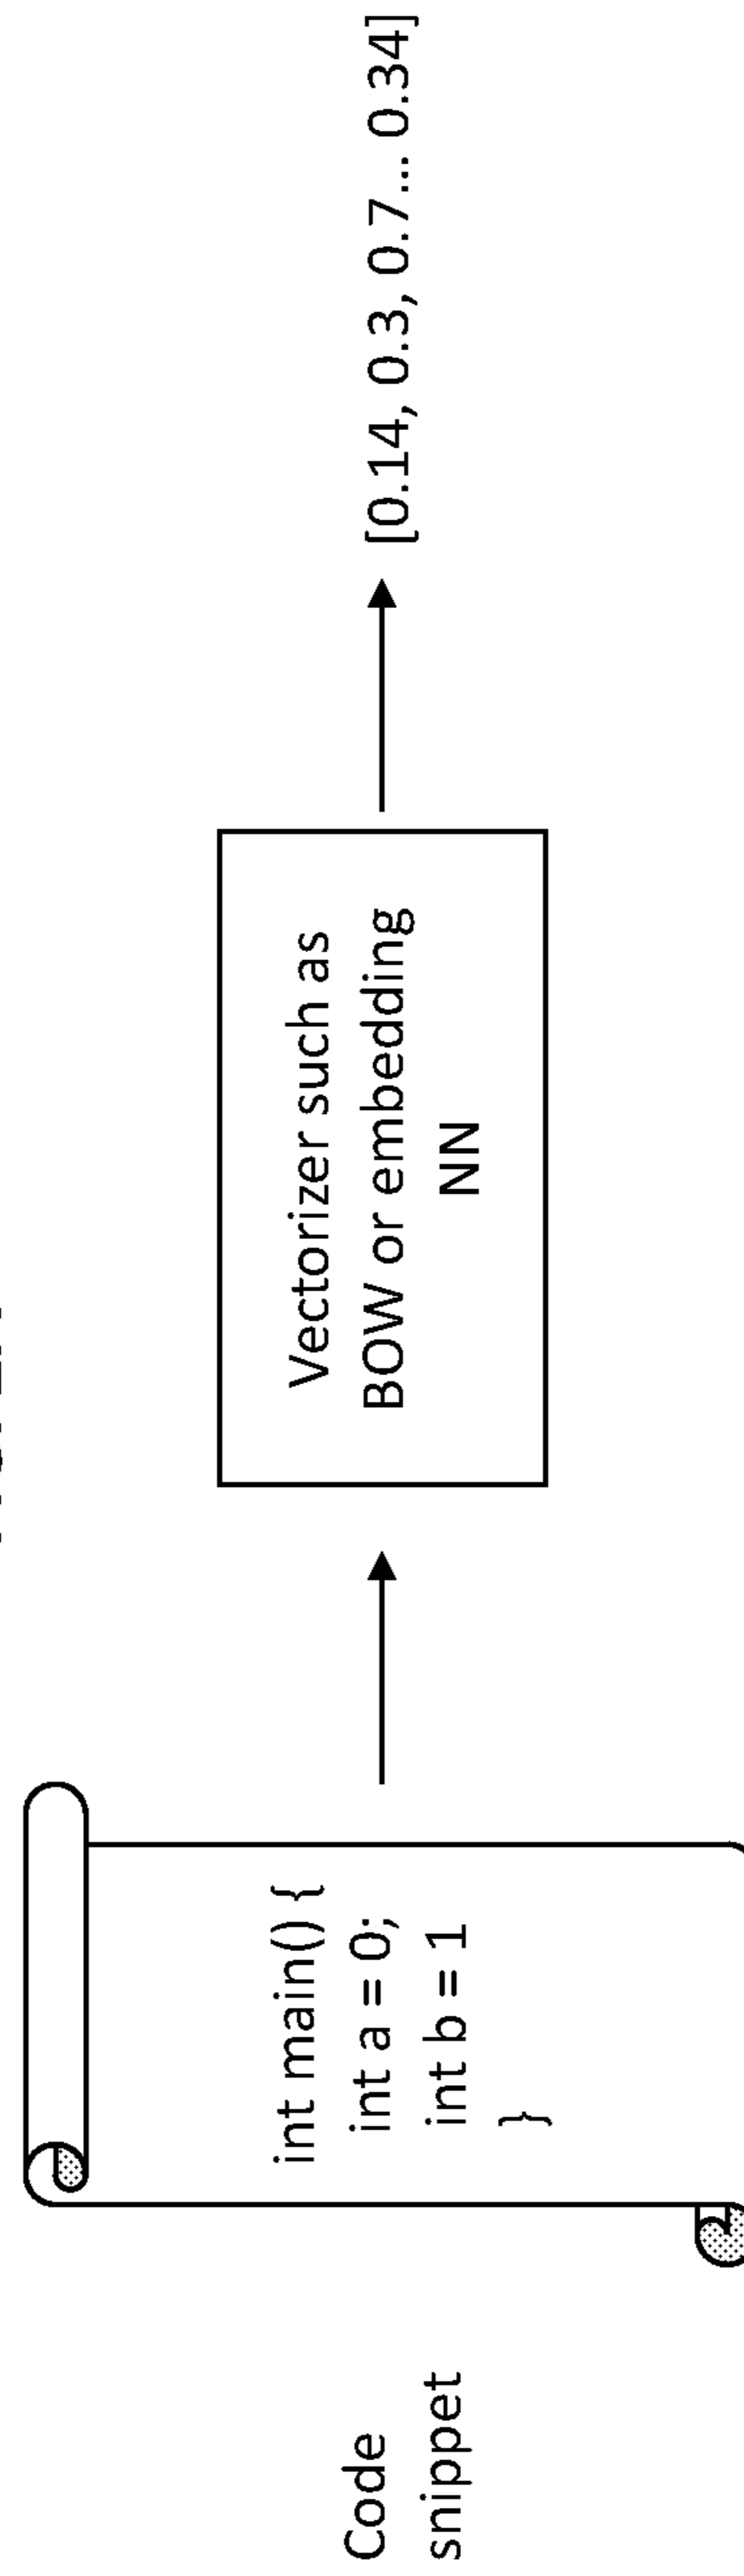 Code
snippet
int main() {
int a = 0;
int b = 1
}
Vectorizer such as
BOW or embedding
NN
[0.14, 0.3, 0.7... 0.34]